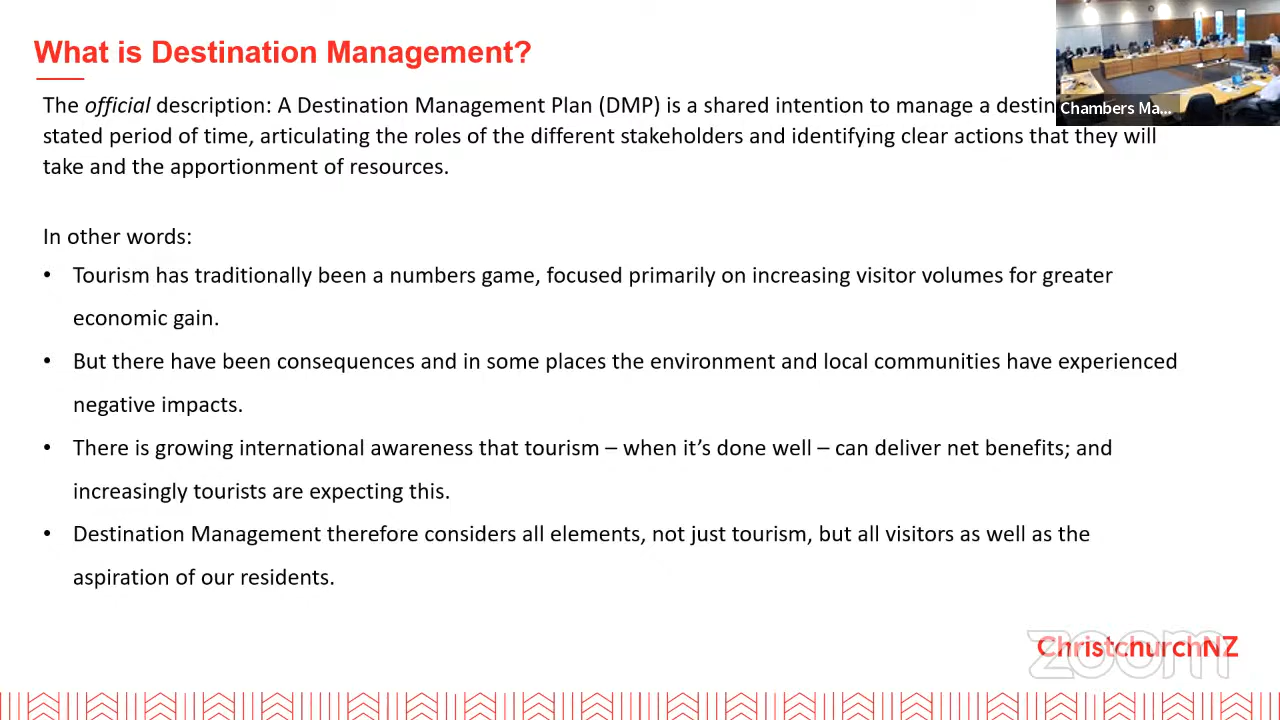 What is Destination Management?
The official description: A Destination Management Plan (DMP) is a shared intention to manage a destin
stated period of time, articulating the roles of the different stakeholders and identifying clear actions that they will
take and the apportionment of resources.
In other words:
• Tourism has traditionally been a numbers game, focused primarily on increasing visitor volumes for greater
economic gain.
• But there have been consequences and in some places the environment and local communities have experienced
negative impacts.
• There is growing international awareness that tourism – when it's done well – can deliver net benefits; and
increasingly tourists are expecting this.
• Destination Management therefore considers all elements, not just tourism, but all visitors as well as the
aspiration of our residents.
Chambers Ma...
ChristchurchNZ
zoom